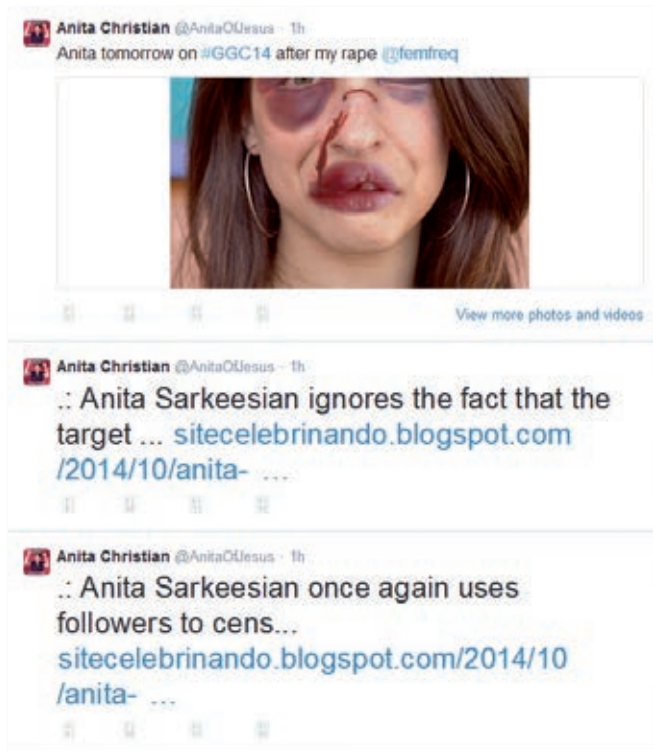 Anita Christian @AnitaOfJesus · 1h
Anita tomorrow on #GGC14 after my rape @femfreq
View more photos and videos
Anita Christian @AnitaOfJesus · 1h
.: Anita Sarkeesian ignores the fact that the
target ... sitecelebrinando.blogspot.com
/2014/10/anita- ...
Anita Christian @AnitaOfJesus · 1h
.: Anita Sarkeesian once again uses
followers to cens...
sitecelebrinando.blogspot.com/2014/10
/anita- ...